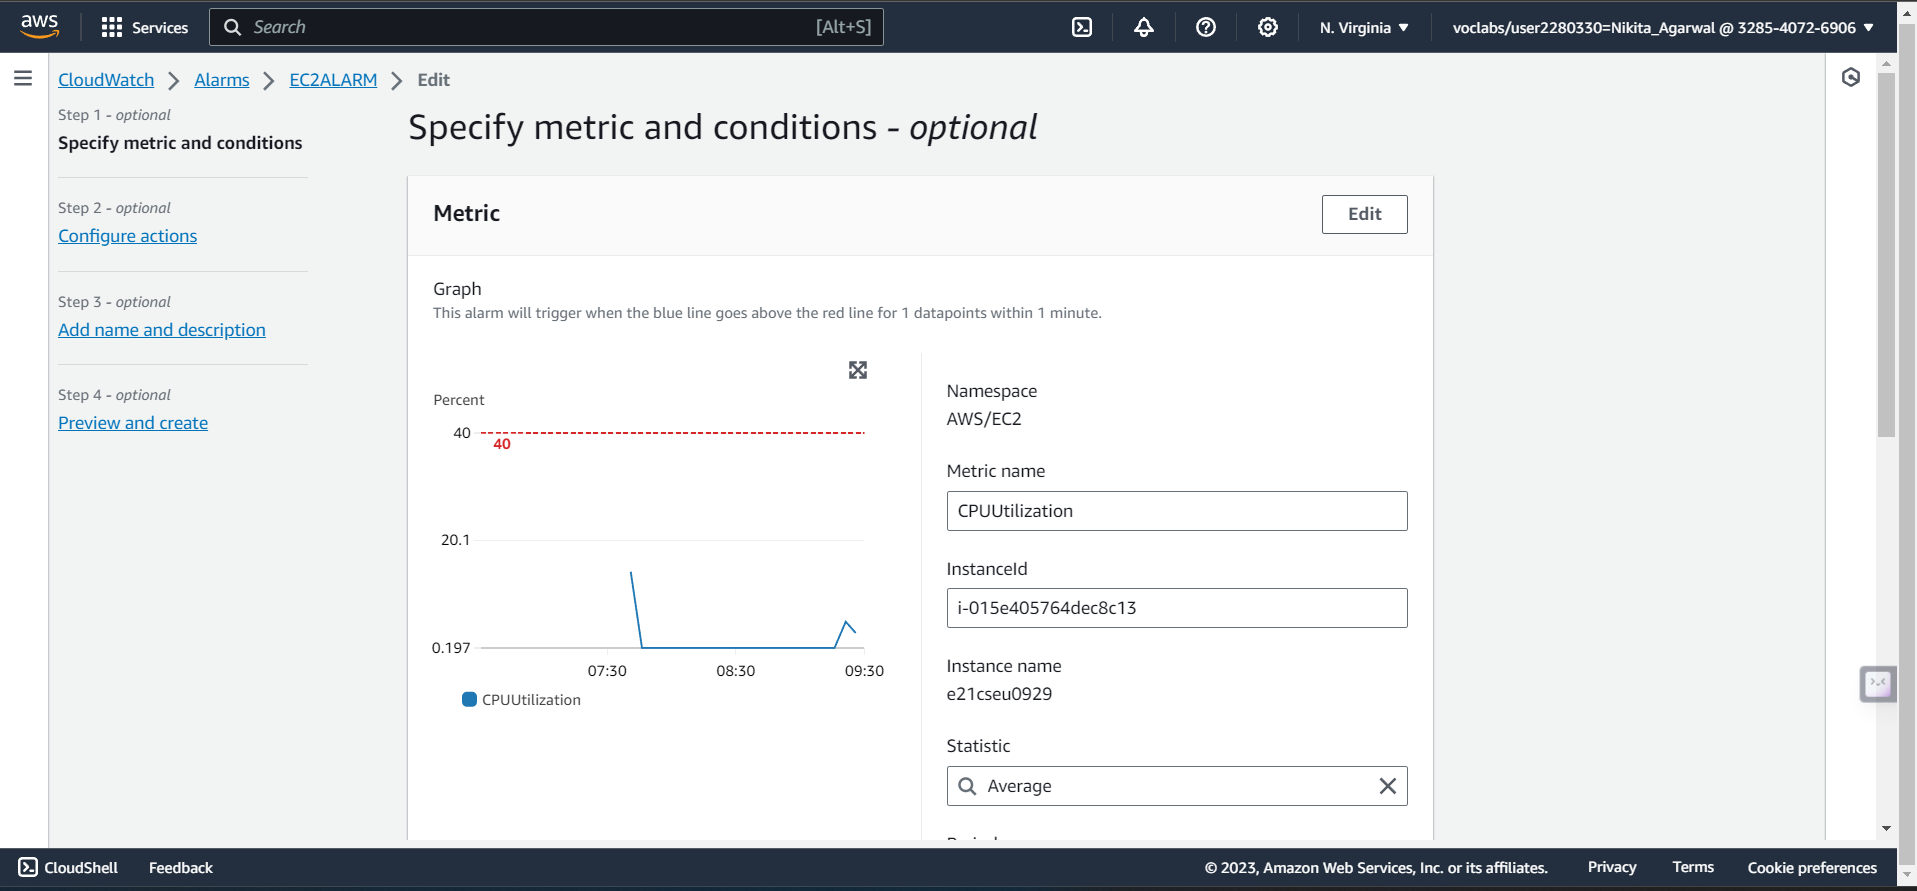 aws
Services
Search [Alt+S]
N. Virginia
voclabs/user2280330=Nikita_Agarwal @ 3285-4072-6906
CloudWatch > Alarms > EC2ALARM > Edit
Step 1 - optional
Specify metric and conditions
Step 2 - optional
Configure actions
Step 3 - optional
Add name and description
Step 4 - optional
Preview and create
Specify metric and conditions - optional
Metric
Edit
Graph
This alarm will trigger when the blue line goes above the red line for 1 datapoints within 1 minute.
Percent
40
40
20.1
0.197
07:30 08:30 09:30
CPUUtilization
Namespace
AWS/EC2
Metric name
CPUUtilization
InstanceId
i-015e405764dec8c13
Instance name
e21cseu0929
Statistic
Average
CloudShell
Feedback
© 2023, Amazon Web Services, Inc. or its affiliates.
Privacy
Terms
Cookie preferences